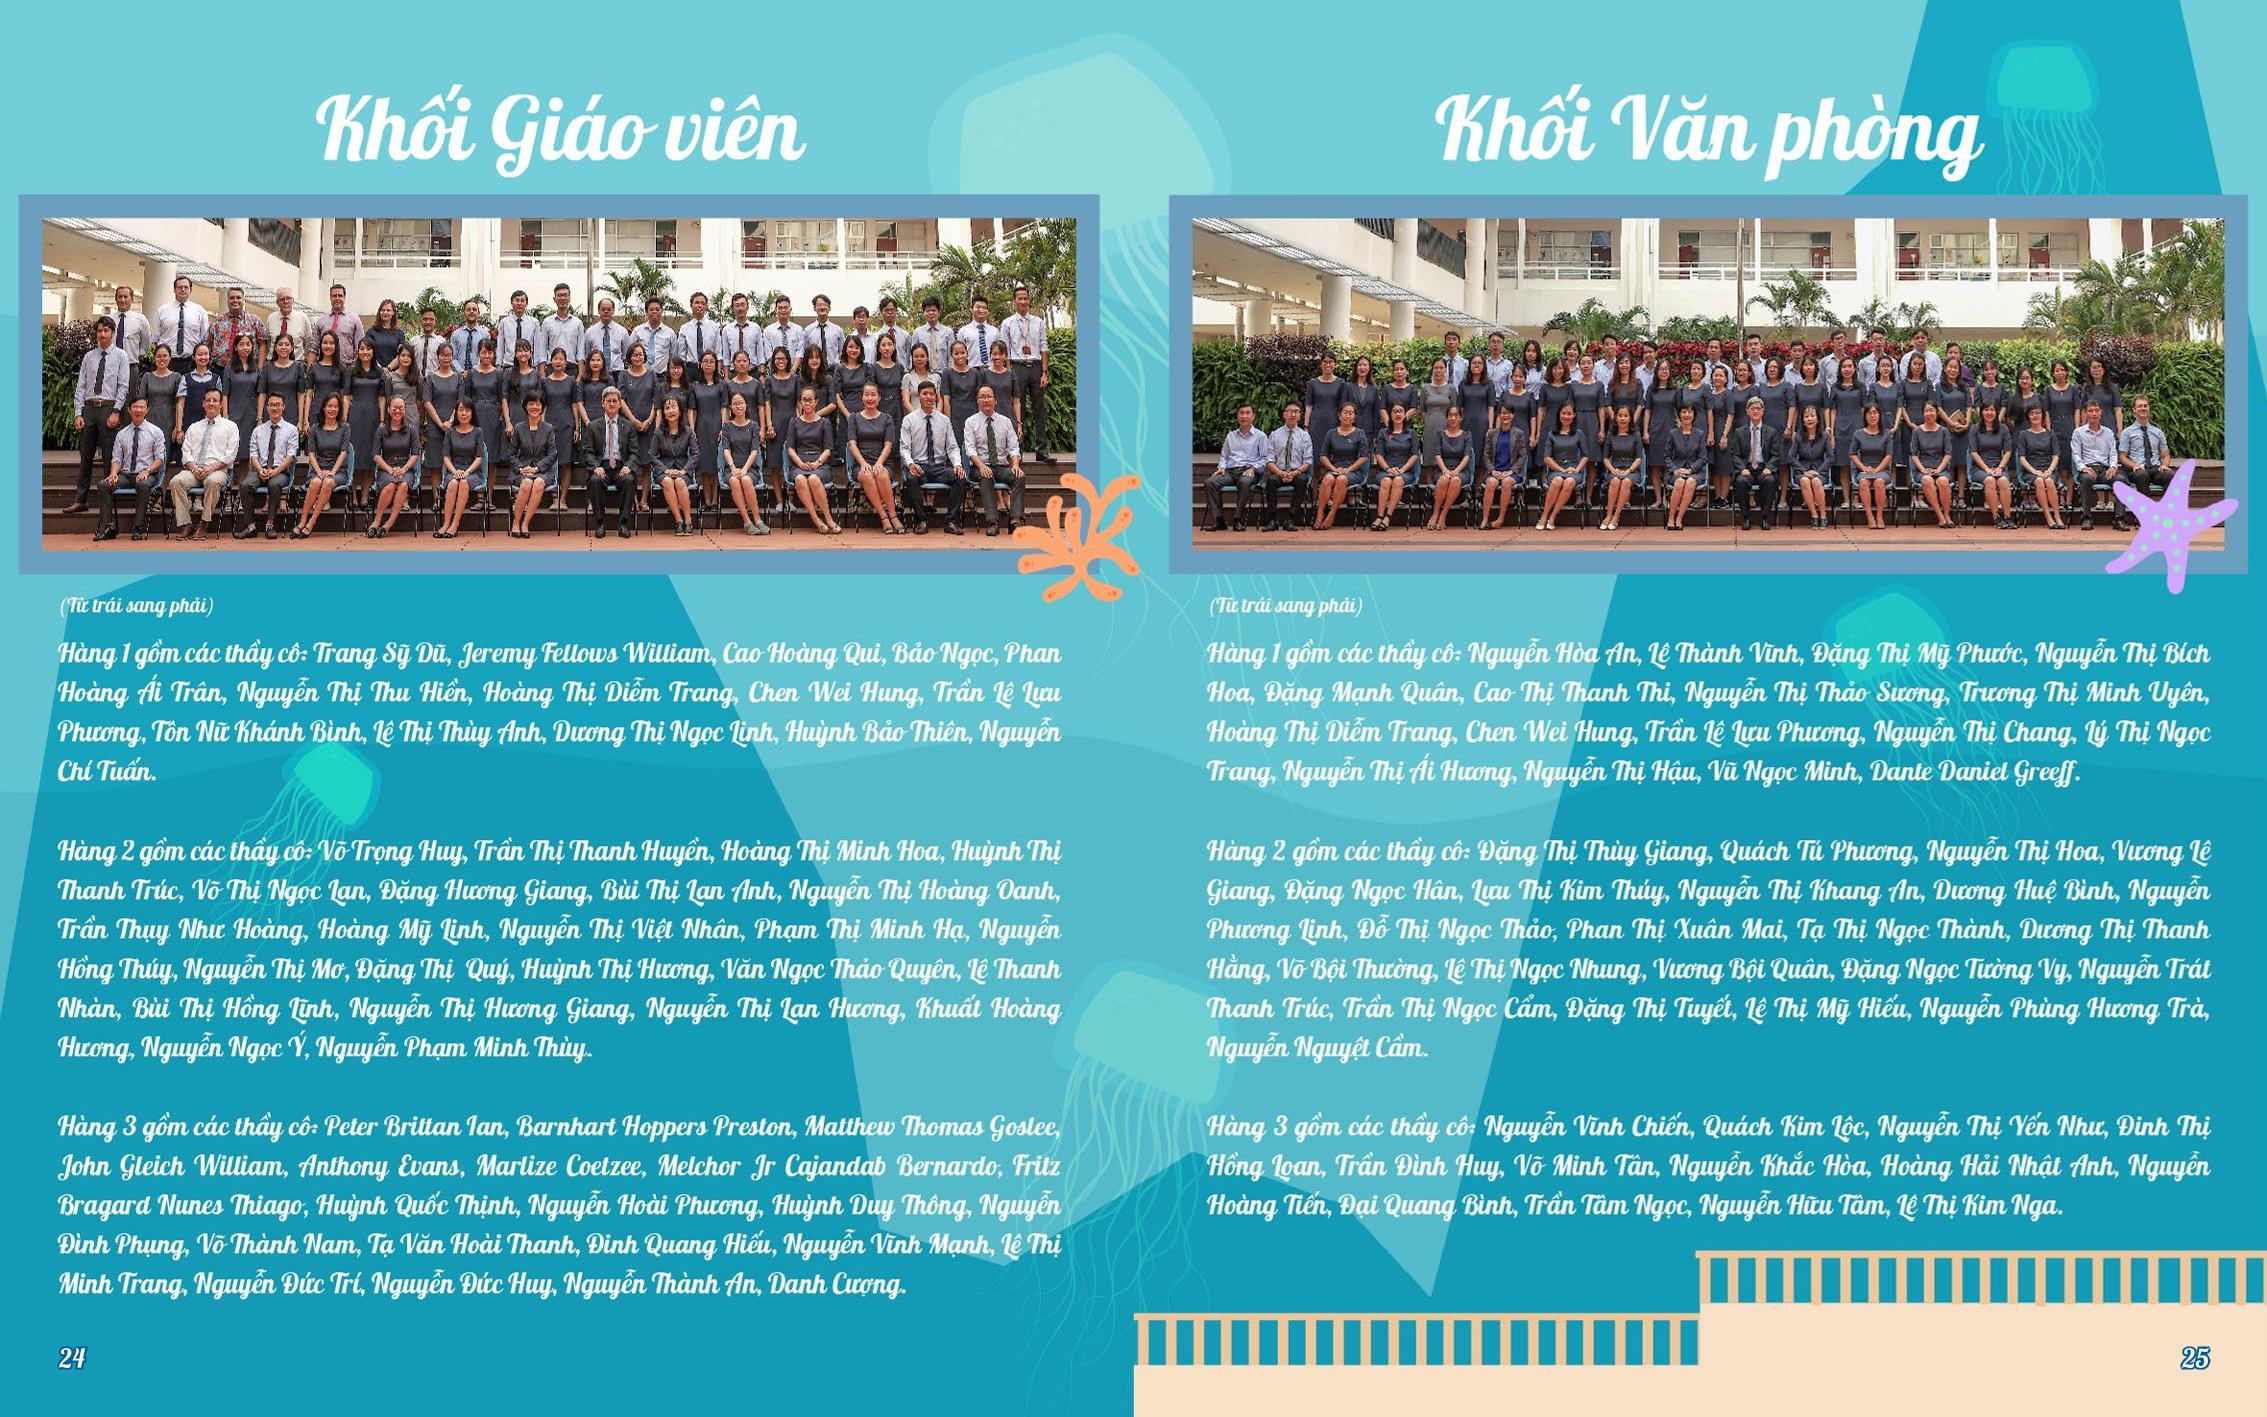 Khối Giáo viên
(Từ trái sang phải)
Hàng 1 gồm các thầy cô: Trang Sỹ Dũ, Jeremy Fellows William, Cao Hoàng Qui, Bảo Ngọc, Phan
Hoàng Ái Trân, Nguyễn Thị Thu Hiền, Hoàng Thị Diễm Trang, Chen Wei Hung, Trần Lê Lưu
Phương, Tôn Nữ Khánh Bình, Lê Thị Thùy Anh, Dương Thị Ngọc Linh, Huỳnh Bảo Thiên, Nguyễn
Chí Tuấn.
Hàng 2 gồm các thầy cô: Võ Trọng Huy, Trần Thị Thanh Huyền, Hoàng Thị Minh Hoa, Huỳnh Thị
Thanh Trúc, Võ Thị Ngọc Lan, Đặng Hương Giang, Bùi Thị Lan Anh, Nguyễn Thị Hoàng Oanh,
Trần Thụy Như Hoàng, Hoàng Mỹ Linh, Nguyễn Thị Việt Nhân, Phạm Thị Minh Hạ, Nguyễn
Hồng Thúy, Nguyễn Thị Mơ, Đặng Thị Quý, Huỳnh Thị Hương, Văn Ngọc Thảo Quyên, Lê Thanh
Nhàn, Bùi Thị Hồng Lĩnh, Nguyễn Thị Hương Giang, Nguyễn Thị Lan Hương, Khuất Hoàng
Hương, Nguyễn Ngọc Ý, Nguyễn Phạm Minh Thùy.
Hàng 3 gồm các thầy cô: Peter Brittan Ian, Barnhart Hoppers Preston, Matthew Thomas Goslee,
John Gleich William, Anthony Evans, Marlize Coetzee, Melchor Jr Cajandab Bernardo, Fritz
Bragard Nunes Thiago, Huỳnh Quốc Thịnh, Nguyễn Hoài Phương, Huỳnh Duy Thông, Nguyễn
Đình Phụng, Võ Thành Nam, Tạ Văn Hoài Thanh, Đinh Quang Hiếu, Nguyễn Vĩnh Mạnh, Lê Thị
Minh Trang, Nguyễn Đức Trí, Nguyễn Đức Huy, Nguyễn Thành An, Danh Cượng.
24
Khối Văn phòng
(Từ trái sang phải)
Hàng 1 gồm các thầy cô: Nguyễn Hòa An, Lê Thành Vĩnh, Đặng Thị Mỹ Phước, Nguyễn Thị Bích
Hoa, Đặng Mạnh Quân, Cao Thị Thanh Thi, Nguyễn Thị Thảo Sương, Trương Thị Minh Uyên,
Hoàng Thị Diễm Trang, Chen Wei Hung, Trần Lê Lưu Phương, Nguyễn Thị Chang, Lý Thị Ngọc
Trang, Nguyễn Thị Ái Hương, Nguyễn Thị Hậu, Vũ Ngọc Minh, Dante Daniel Greeff.
Hàng 2 gồm các thầy cô: Đặng Thị Thùy Giang, Quách Tú Phương, Nguyễn Thị Hoa, Vương Lê
Giang, Đặng Ngọc Hân, Lưu Thị Kim Thúy, Nguyễn Thị Khang An, Dương Huệ Bình, Nguyễn
Phương Linh, Đỗ Thị Ngọc Thảo, Phan Thị Xuân Mai, Tạ Thị Ngọc Thành, Dương Thị Thanh
Hằng, Võ Bội Thường, Lê Thị Ngọc Nhung, Vương Bội Quân, Đặng Ngọc Tường Vy, Nguyễn Trát
Thanh Trúc, Trần Thị Ngọc Cẩm, Đặng Thị Tuyết, Lê Thị Mỹ Hiếu, Nguyễn Phùng Hương Trà,
Nguyễn Nguyệt Cầm.
Hàng 3 gồm các thầy cô: Nguyễn Vĩnh Chiến, Quách Kim Lộc, Nguyễn Thị Yến Như, Đinh Thị
Hồng Loan, Trần Đình Huy, Võ Minh Tân, Nguyễn Khắc Hòa, Hoàng Hải Nhật Anh, Nguyễn
Hoàng Tiến, Đại Quang Bình, Trần Tâm Ngọc, Nguyễn Hữu Tâm, Lê Thị Kim Nga.
25